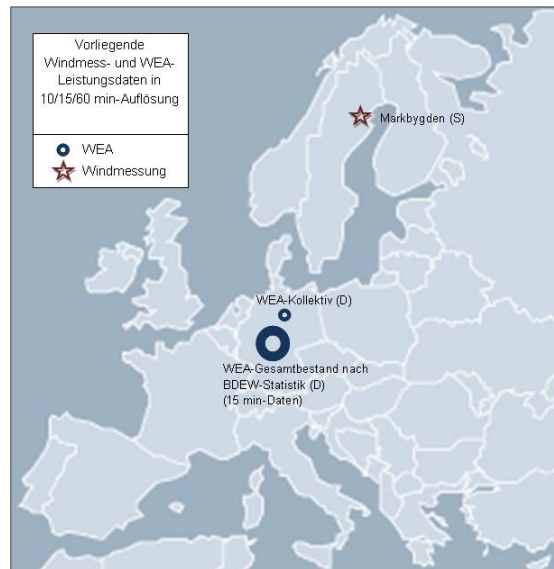 Vorliegende
Windmess- und WEA-
Leistungsdaten in
10/15/60 min-Auflösung
WEA
Windmessung
Markbygden (S)
WEA-Kollektiv (D)
WEA-Gesamtbestand nach
BDEW-Statistik (D)
(15 min-Daten)